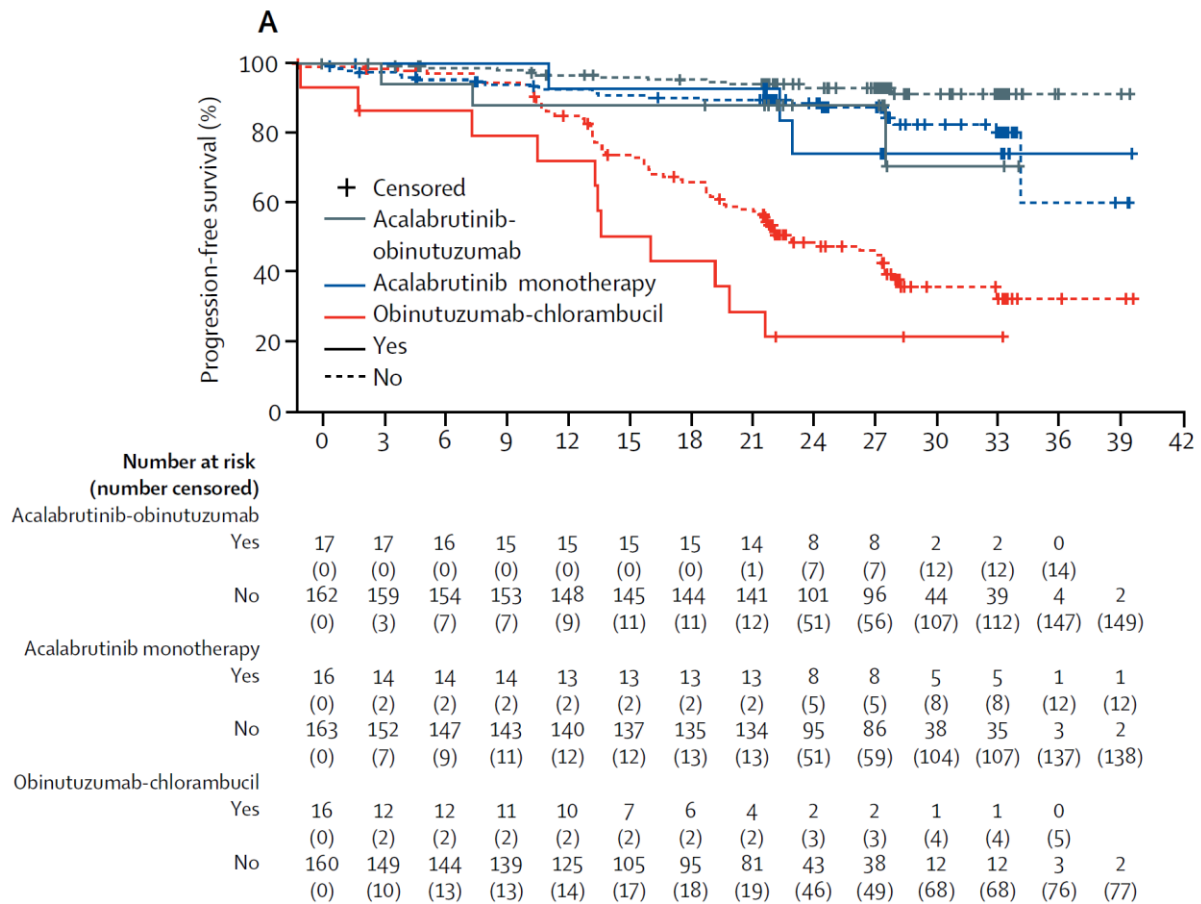 A
100
80
60
40
20
0
Progression-free survival (%)
Censored
Acalabrutinib-
obinutuzumab
Acalabrutinib monotherapy
Obinutuzumab-chlorambucil
Yes
No
0 3 6 9 12 15 18 21 24 27 30 33 36 39 42
Number at risk
(number censored)
Acalabrutinib-obinutuzumab
Yes 17 17 16 15 15 15 15 14 8 8 2 2 0
(0) (0) (0) (0) (0) (0) (0) (1) (7) (7) (12) (12) (14)
No 162 159 154 153 148 145 144 141 101 96 44 39 4 2
(0) (3) (7) (7) (9) (11) (11) (12) (51) (56) (107) (112) (147) (149)
Acalabrutinib monotherapy
Yes 16 14 14 14 13 13 13 13 8 8 5 5 1 1
(0) (2) (2) (2) (2) (2) (2) (2) (5) (5) (8) (8) (12) (12)
No 163 152 147 143 140 137 135 134 95 86 38 35 3 2
(0) (7) (9) (11) (12) (12) (13) (13) (51) (59) (104) (107) (137) (138)
Obinutuzumab-chlorambucil
Yes 16 12 12 11 10 7 6 4 2 2 1 1 0
(0) (2) (2) (2) (2) (2) (2) (2) (3) (3) (4) (4) (5)
No 160 149 144 139 125 105 95 81 43 38 12 12 3 2
(0) (10) (13) (13) (14) (17) (18) (19) (46) (49) (68) (68) (76) (77)